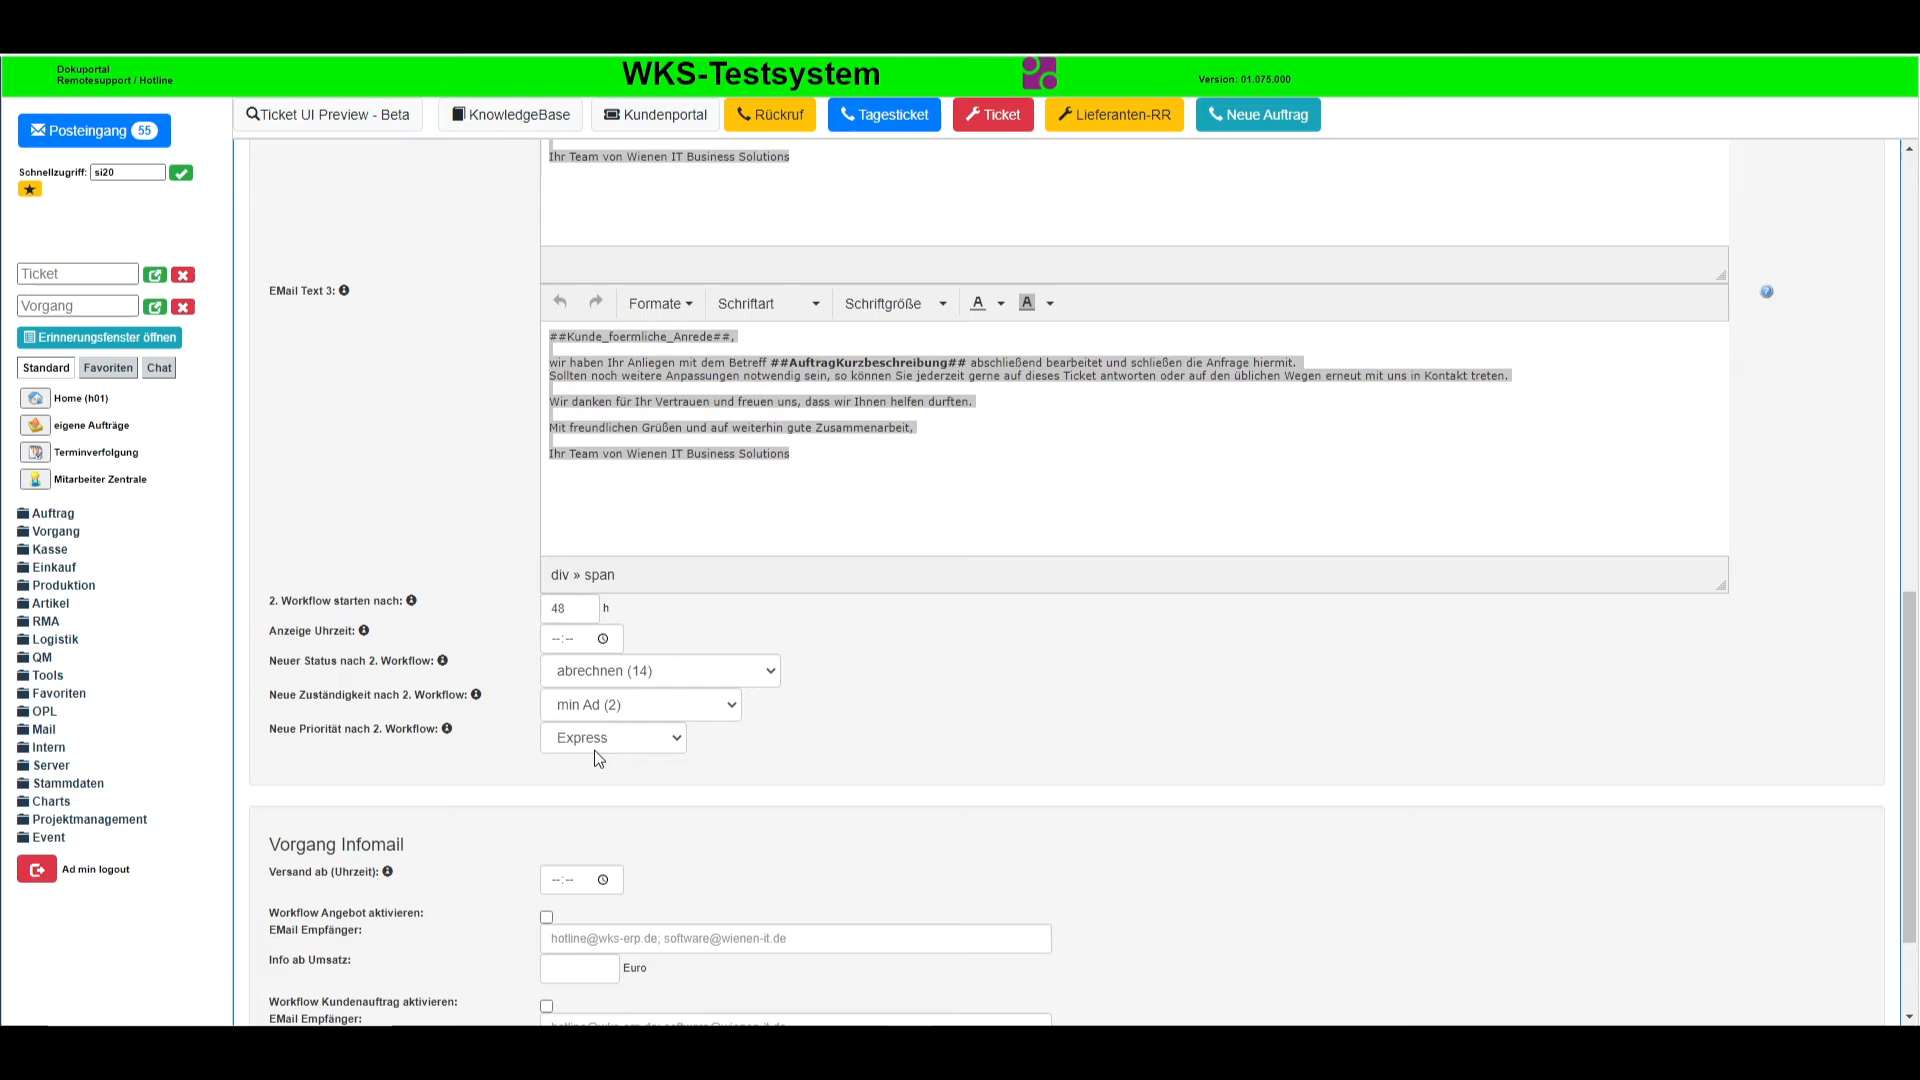 Dokuportal
Remotesupport / Hotline
WKS-Testsystem
Version: 01.075.000
Posteingang 55
Ticket UI Preview - Beta
KnowledgeBase
Kundenportal
Rückruf
Tagesticket
Ticket
Lieferanten-RR
Neue Auftrag
Schnellzugriff: si20
Ticket
Vorgang
Erinnerungsfenster öffnen
Standard
Favoriten
Chat
Home (h01)
eigene Aufträge
Terminverfolgung
Mitarbeiter Zentrale
Auftrag
Vorgang
Kasse
Einkauf
Produktion
Artikel
RMA
Logistik
QM
Tools
Favoriten
OPL
Mail
Intern
Server
Stammdaten
Charts
Projektmanagement
Event
Ad min logout
Ihr Team von Wienen IT Business Solutions
EMail Text 3:
Formate
Schriftart
Schriftgröße
A
A
##Kunde_foermliche_Anrede##,
wir haben Ihr Anliegen mit dem Betreff ##AuftragKurzbeschreibung## abschließend bearbeitet und schließen die Anfrage hiermit.
Sollten noch weitere Anpassungen notwendig sein, so können Sie jederzeit gerne auf dieses Ticket antworten oder auf den üblichen Wegen erneut mit uns in Kontakt treten.
Wir danken für Ihr Vertrauen und freuen uns, dass wir Ihnen helfen durften.
Mit freundlichen Grüßen und auf weiterhin gute Zusammenarbeit,
Ihr Team von Wienen IT Business Solutions
div » span
2. Workflow starten nach: 48 h
Anzeige Uhrzeit: --:--
Neuer Status nach 2. Workflow: abrechnen (14)
Neue Zuständigkeit nach 2. Workflow: min Ad (2)
Neue Priorität nach 2. Workflow: Express
Vorgang Infomail
Versand ab (Uhrzeit): --:--
Workflow Angebot aktivieren:
EMail Empfänger: hotline@wks-erp.de; software@wienen-it.de
Info ab Umsatz: Euro
Workflow Kundenauftrag aktivieren:
EMail Empfänger: hotline@wks-erp.de; software@wienen-it.de